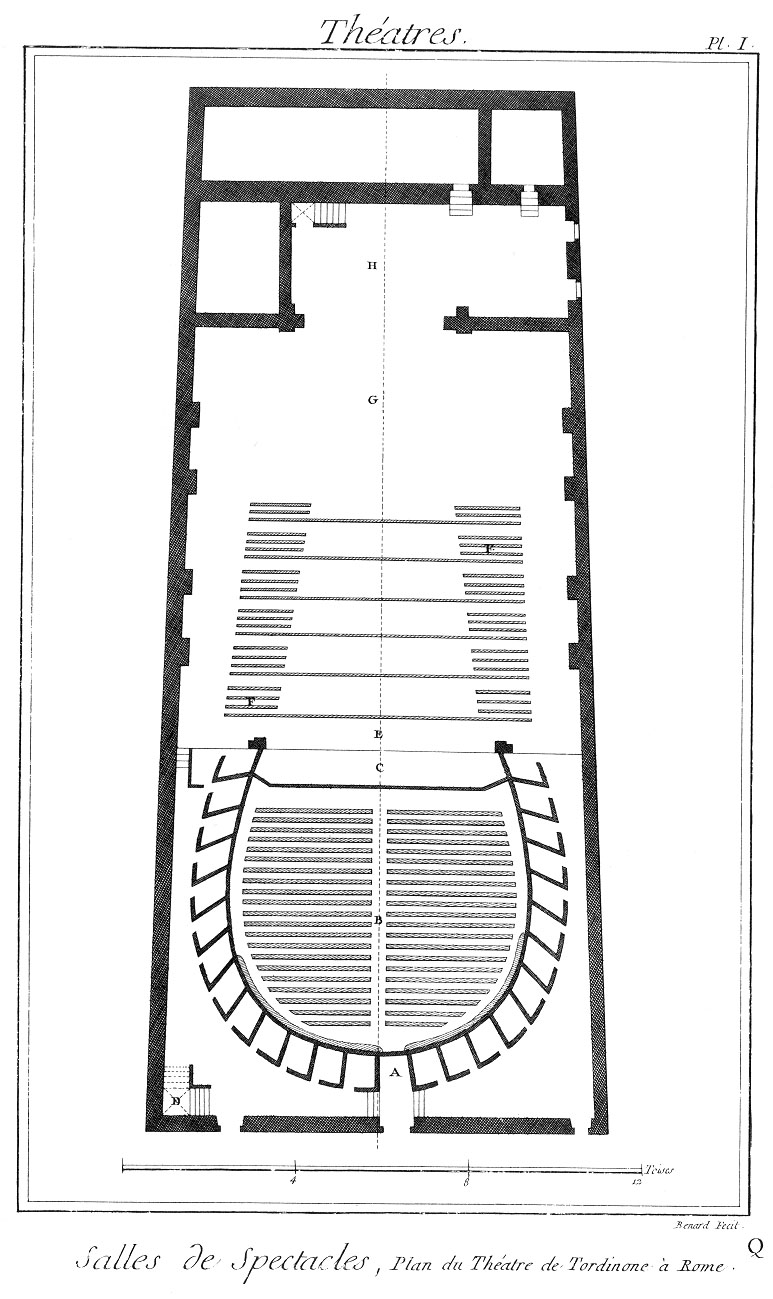 Théatres.
Pl. I.
H
G
F
F
E
C
B
A
D
Toises
4 8 12
Benard Fecit.
Q
Salles de Spectacles, Plan du Théatre de Tordinone à Rome.